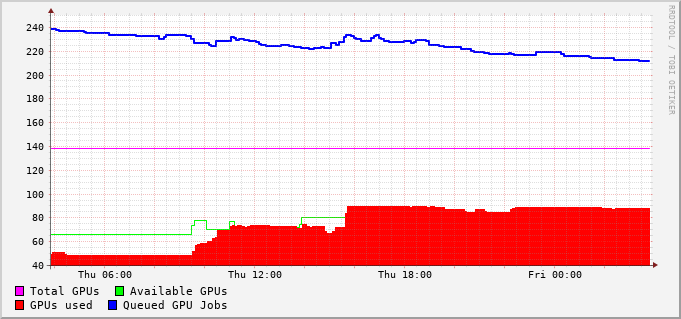 RRDTOOL / TOBI OETIKER
240
220
200
180
160
140
120
100
80
60
40
Thu 06:00 Thu 12:00 Thu 18:00 Fri 00:00
Total GPUs Available GPUs
GPUs used Queued GPU Jobs